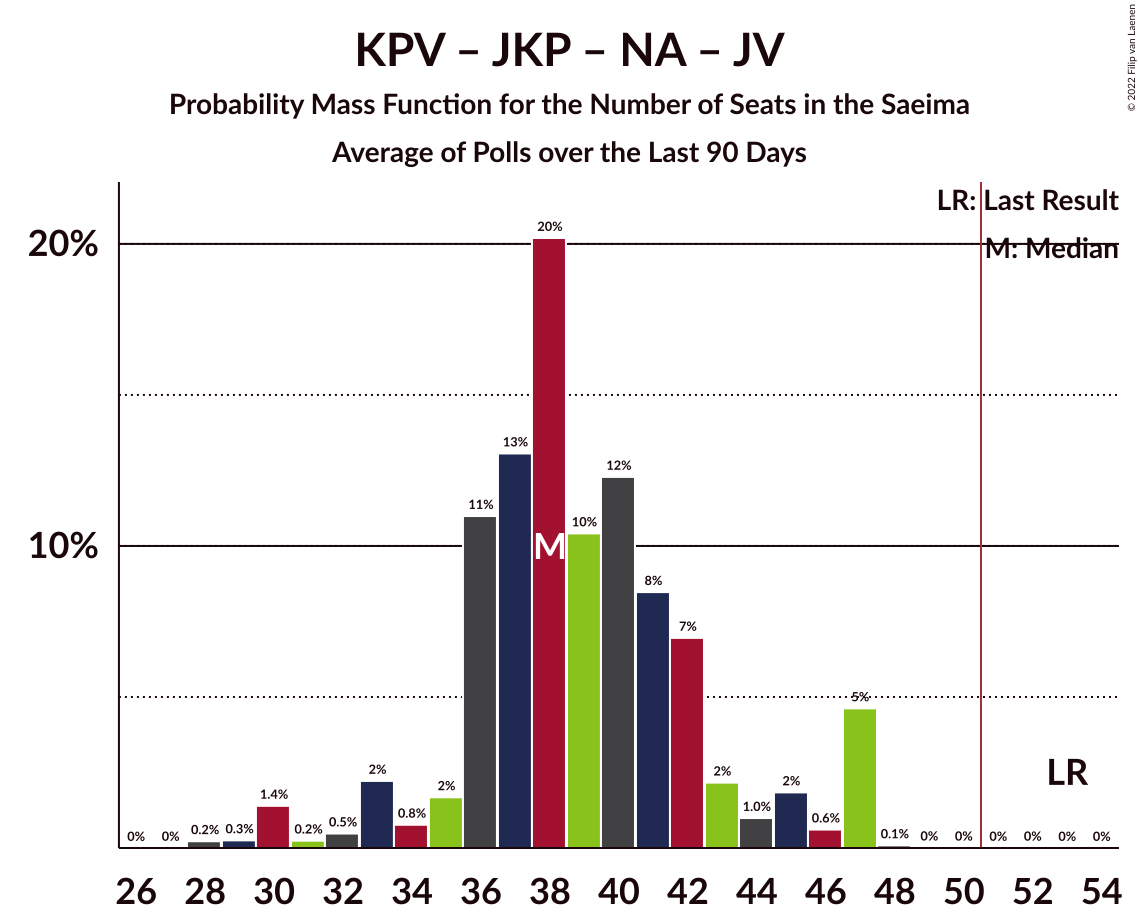 KPV – JKP – NA – JV
Probability Mass Function for the Number of Seats in the Saeima
Average of Polls over the Last 90 Days
© 2022 Filip van Laenen
LR: Last Result
M: Median
20%
10%
0% 0% 0.2% 0.3% 1.4% 0.2% 0.5% 2% 0.8% 2% 11% 13% 20% 10% 12% 8% 7% 2% 1.0% 2% 0.6% 5% 0.1% 0% 0% 0% 0% 0% 0%
M
LR
26 28 30 32 34 36 38 40 42 44 46 48 50 52 54